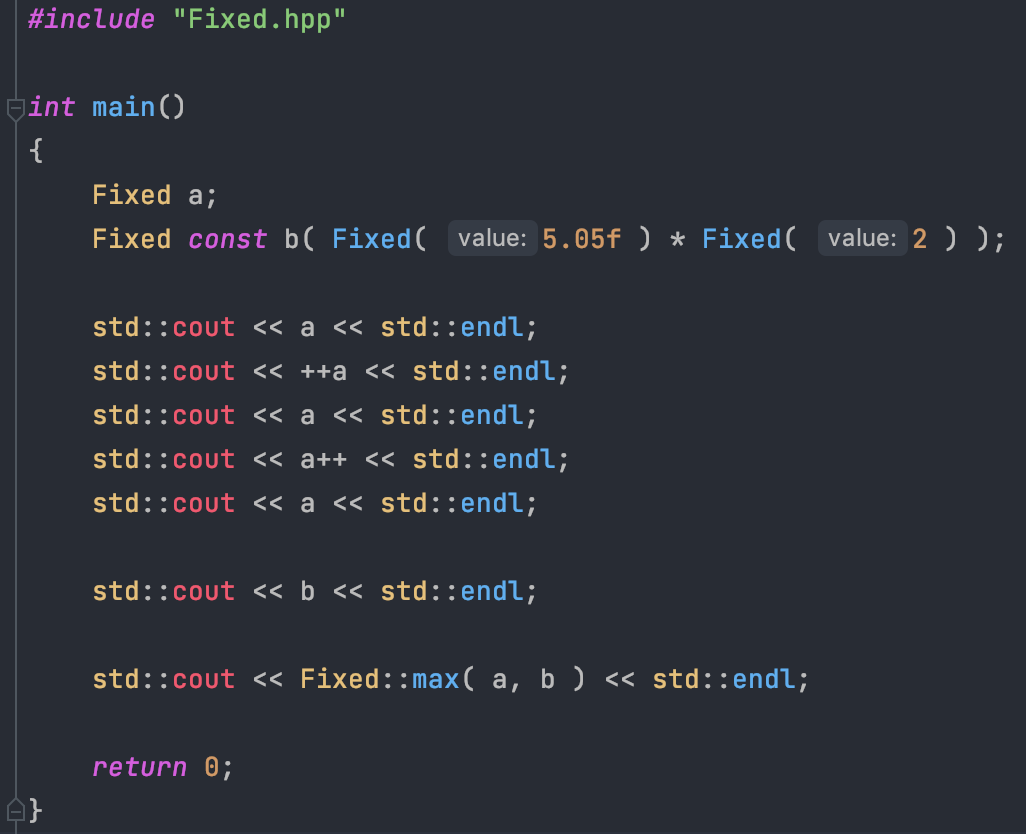 #include "Fixed.hpp"

int main()
{
    Fixed a;
    Fixed const b( Fixed( value: 5.05f ) * Fixed( value: 2 ) );

    std::cout << a << std::endl;
    std::cout << ++a << std::endl;
    std::cout << a << std::endl;
    std::cout << a++ << std::endl;
    std::cout << a << std::endl;

    std::cout << b << std::endl;

    std::cout << Fixed::max( a, b ) << std::endl;

    return 0;
}